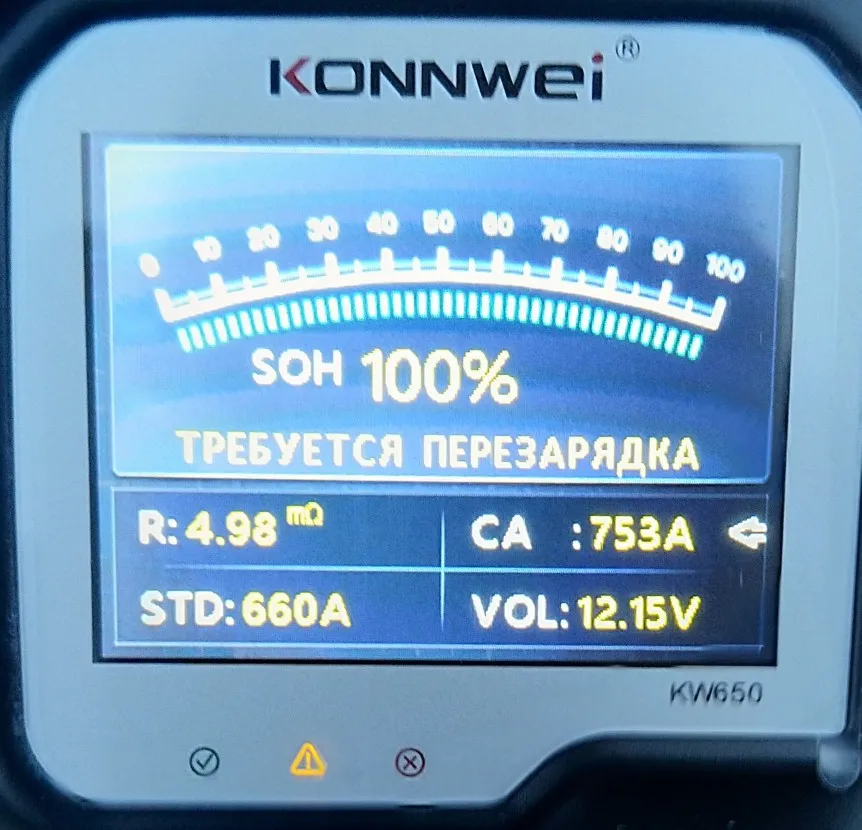 KONNWEI®
0 10 20 30 40 50 60 70 80 90 100
SOH 100%
ТРЕБУЕТСЯ ПЕРЕЗАРЯДКА
R: 4.98 mΩ
CA : 753A
STD: 660A
VOL: 12.15V
KW650